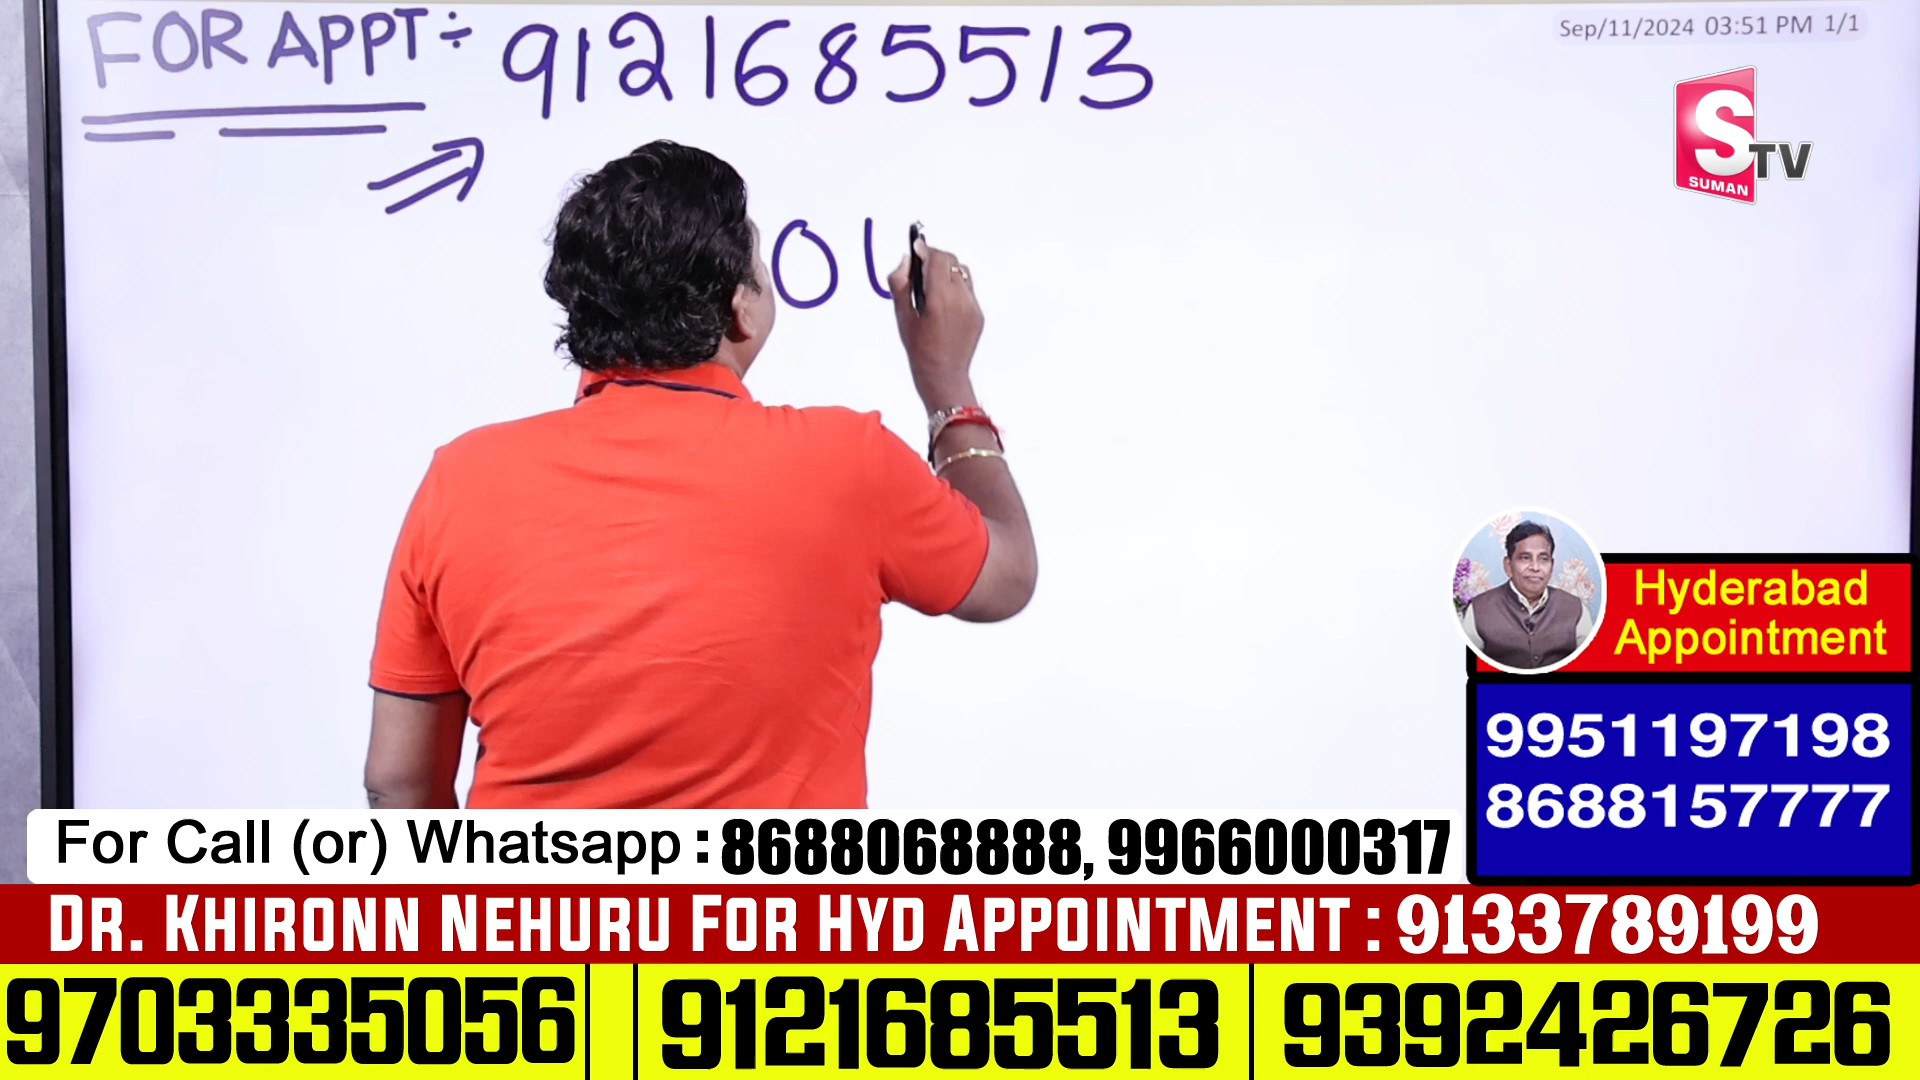 FOR APPT ÷ 9121685513
Sep/11/2024 03:51 PM 1/1
S TV
SUMAN
Hyderabad
Appointment
9951197198
8688157777
For Call (or) Whatsapp : 8688068888, 9966000317
DR. KHIRONN NEHURU FOR HYD APPOINTMENT : 9133789199
9703335056
9121685513
9392426726